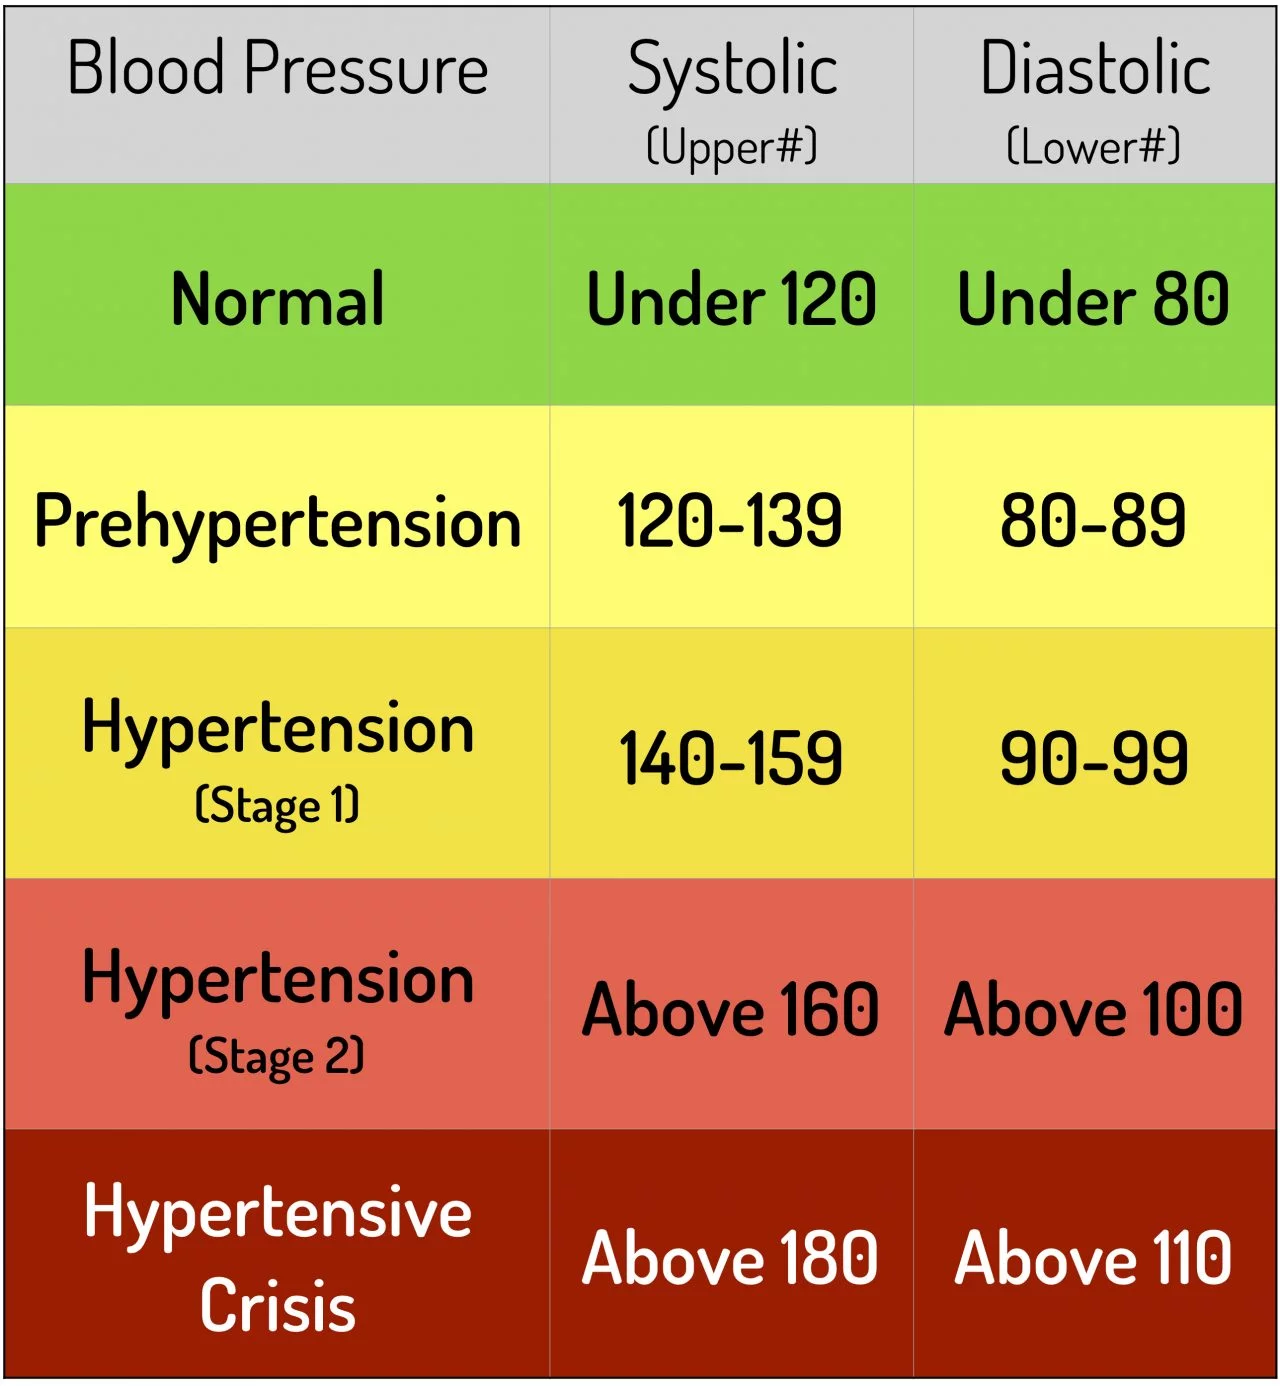 Blood Pressure Systolic Diastolic
(Upper#) (Lower#)
Normal Under 120 Under 80
Prehypertension 120-139 80-89
Hypertension
(Stage 1) 140-159 90-99
Hypertension
(Stage 2) Above 160 Above 100
Hypertensive
Crisis Above 180 Above 110